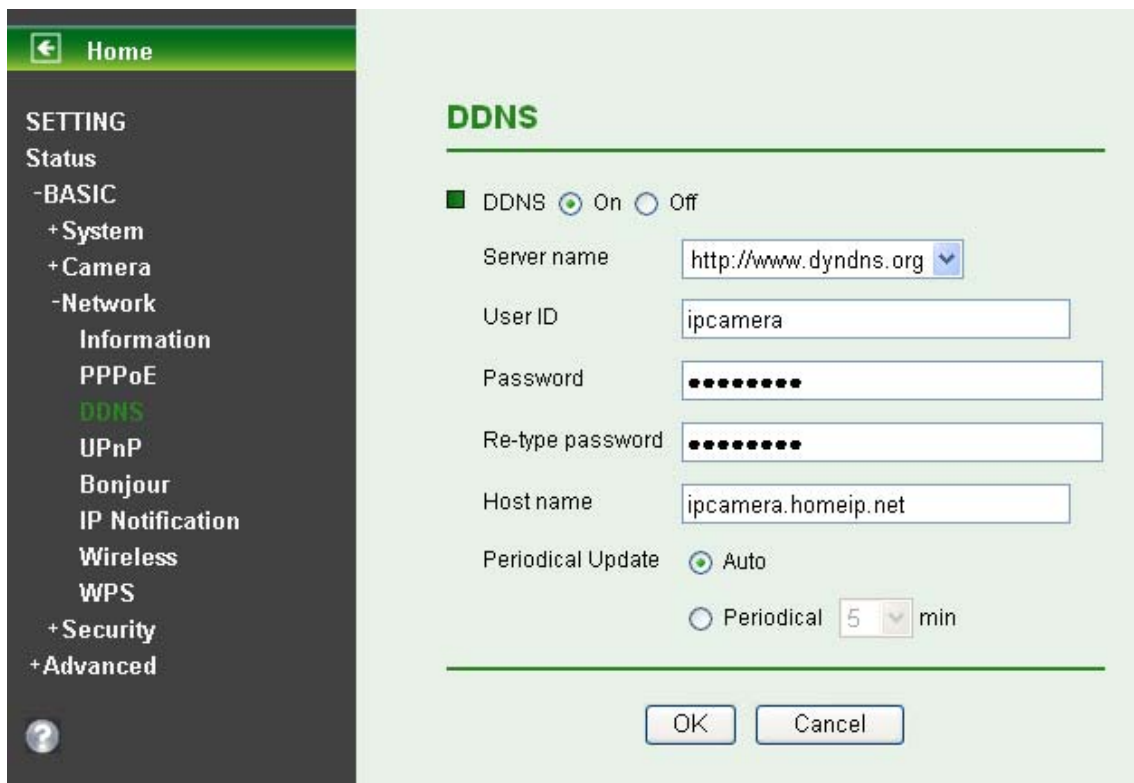 Home
SETTING
Status
-BASIC
+System
+Camera
-Network
Information
PPPoE
DDNS
UPnP
Bonjour
IP Notification
Wireless
WPS
+Security
+Advanced
?
DDNS
DDNS On Off
Server name http://www.dyndns.org
User ID ipcamera
Password ••••••••
Re-type password ••••••••
Host name ipcamera.homeip.net
Periodical Update Auto
Periodical 5 min
OK Cancel